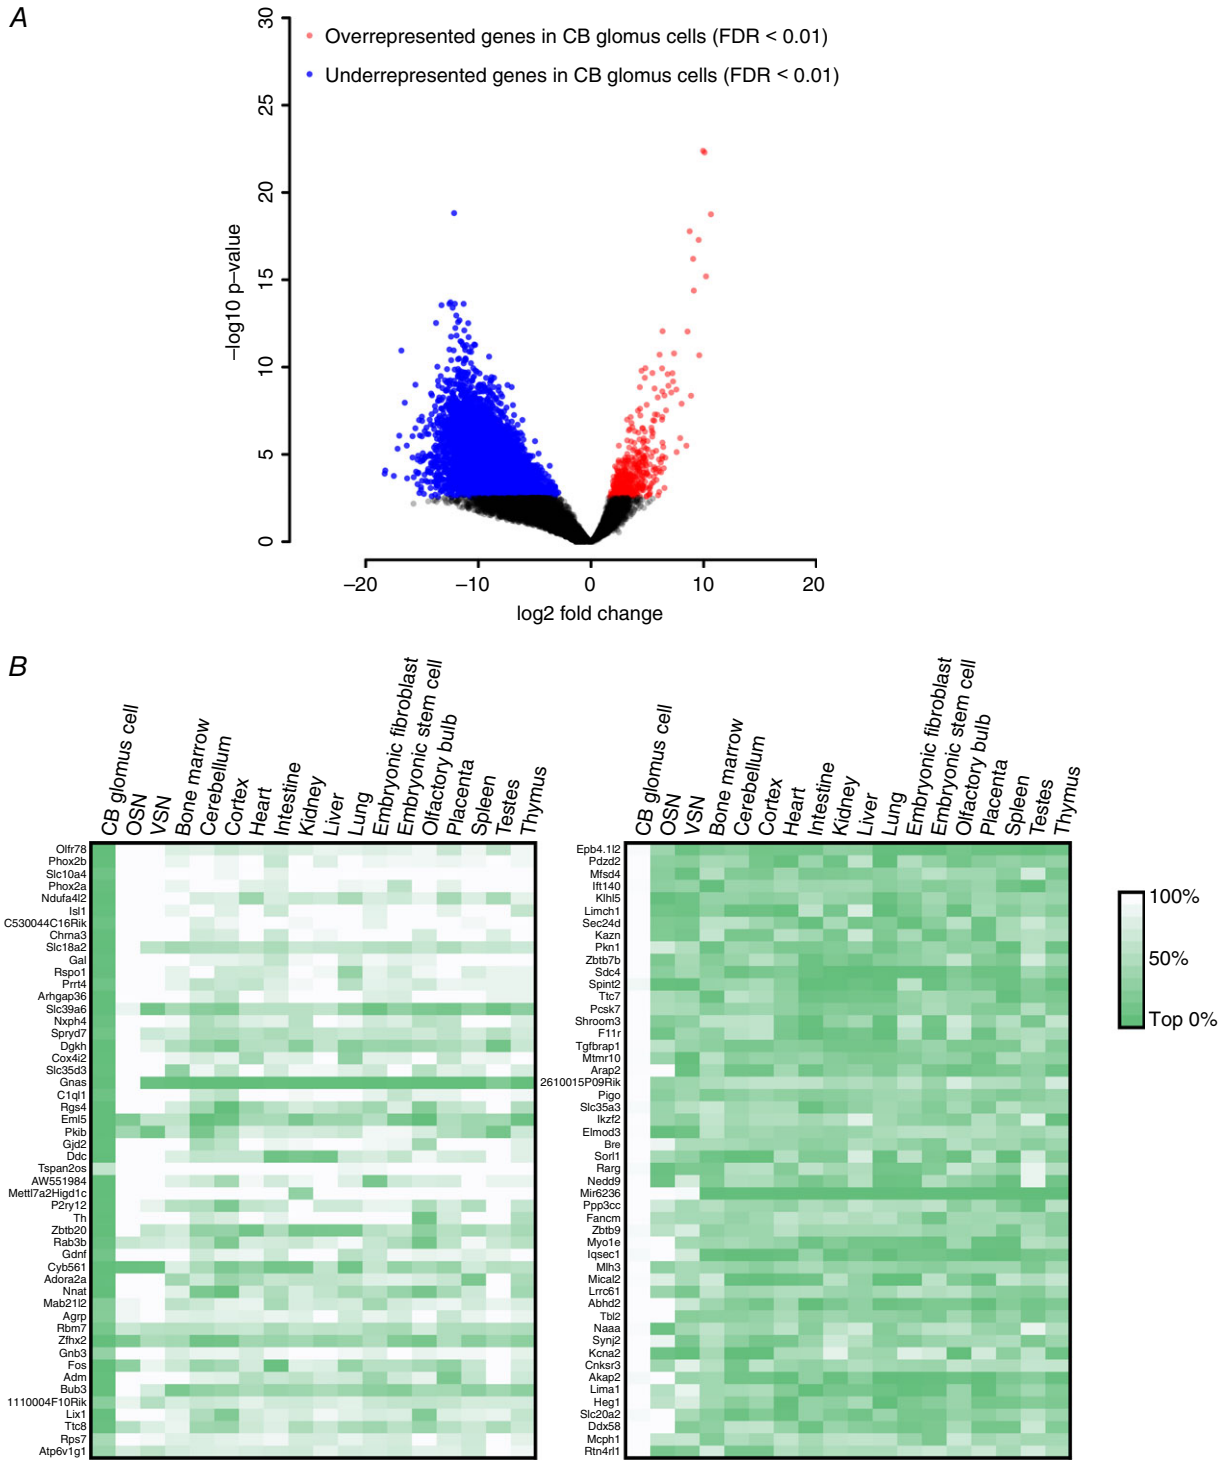 A
Overrepresented genes in CB glomus cells (FDR < 0.01)
Underrepresented genes in CB glomus cells (FDR < 0.01)
–log10 p–value
30
25
20
15
10
5
0
–20
–10
0
10
20
log2 fold change
B
CB glomus cell
OSN
VSN
Bone marrow
Cerebellum
Cortex
Heart
Intestine
Kidney
Liver
Lung
Embryonic fibroblast
Embryonic stem cell
Olfactory bulb
Placenta
Spleen
Testes
Thymus
Olfr78
Phox2b
Slc10a4
Phox2a
Ndufa4l2
Isl1
C530044C16Rik
Chrna3
Slc18a2
Gal
Rspo1
Prrt4
Arhgap36
Slc39a6
Nxph4
Spryd7
Dgkh
Cox4i2
Slc35d3
Gnas
C1ql1
Rgs4
Eml5
Pkib
Gjd2
Ddc
Tspan2os
AW551984
Mettl7a2Higd1c
P2ry12
Th
Zbtb20
Rab3b
Gdnf
Cyb561
Adora2a
Nnat
Mab21l2
Agrp
Rbm7
Zfhx2
Gnb3
Fos
Adm
Bub3
1110004F10Rik
Lix1
Ttc8
Rps7
Atp6v1g1
CB glomus cell
OSN
VSN
Bone marrow
Cerebellum
Cortex
Heart
Intestine
Kidney
Liver
Lung
Embryonic fibroblast
Embryonic stem cell
Olfactory bulb
Placenta
Spleen
Testes
Thymus
Epb4.1l2
Pdzd2
Mfsd4
Ift140
Klhl5
Limch1
Sec24d
Kazn
Pkn1
Zbtb7b
Sdc4
Spint2
Ttc7
Pcsk7
Shroom3
F11r
Tgfbrap1
Mtmr10
Arap2
2610015P09Rik
Pigo
Slc35a3
Ikzf2
Elmod3
Bre
Sorl1
Rarg
Nedd9
Mir6236
Ppp3cc
Fancm
Zbtb9
Myo1e
Iqsec1
Mlh3
Mical2
Lrrc61
Abhd2
Tbl2
Naaa
Synj2
Kcna2
Cnksr3
Akap2
Lima1
Heg1
Slc20a2
Ddx58
Mcph1
Rtn4rl1
100%
50%
Top 0%